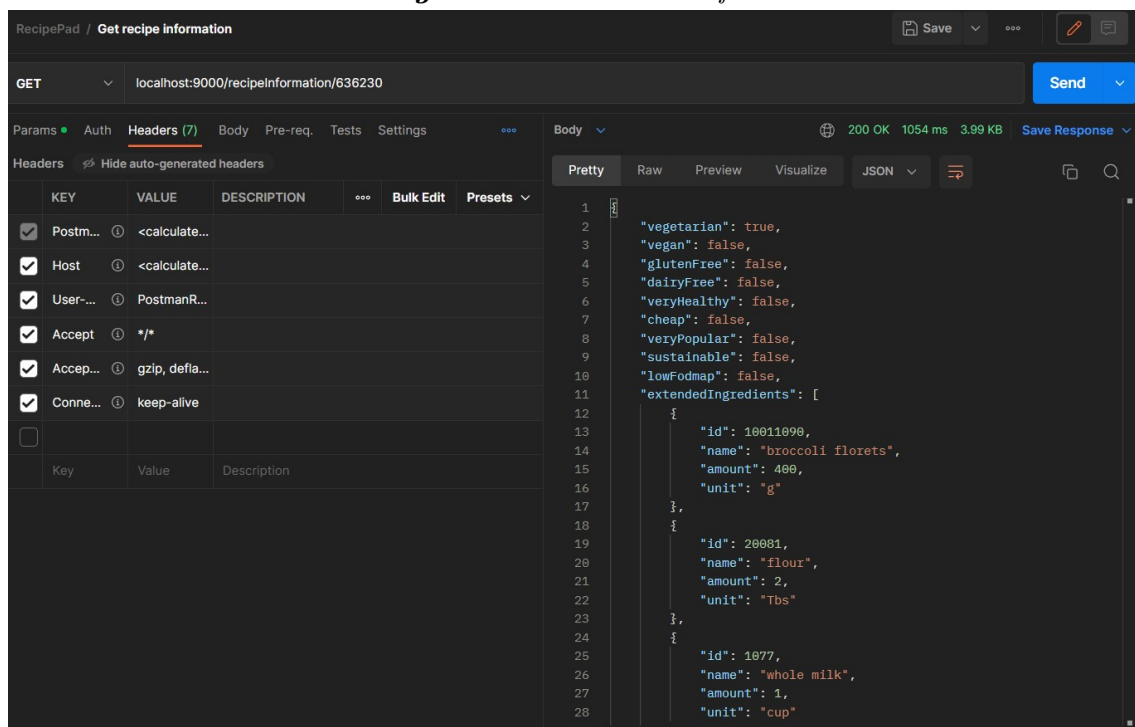 RecipePad / Get recipe information
Save
GET localhost:9000/recipeInformation/636230 Send
Params Auth Headers (7) Body Pre-req. Tests Settings
Headers Hide auto-generated headers
KEY VALUE DESCRIPTION Bulk Edit Presets
Postm... <calculate...
Host <calculate...
User-... PostmanR...
Accept */*
Accep... gzip, defla...
Conne... keep-alive
Key Value Description
Body 200 OK 1054 ms 3.99 KB Save Response
Pretty Raw Preview Visualize JSON
1 {
2 "vegetarian": true,
3 "vegan": false,
4 "glutenFree": false,
5 "dairyFree": false,
6 "veryHealthy": false,
7 "cheap": false,
8 "veryPopular": false,
9 "sustainable": false,
10 "lowFodmap": false,
11 "extendedIngredients": [
12 {
13 "id": 10011090,
14 "name": "broccoli florets",
15 "amount": 400,
16 "unit": "g"
17 },
18 {
19 "id": 20081,
20 "name": "flour",
21 "amount": 2,
22 "unit": "Tbs"
23 },
24 {
25 "id": 1077,
26 "name": "whole milk",
27 "amount": 1,
28 "unit": "cup"